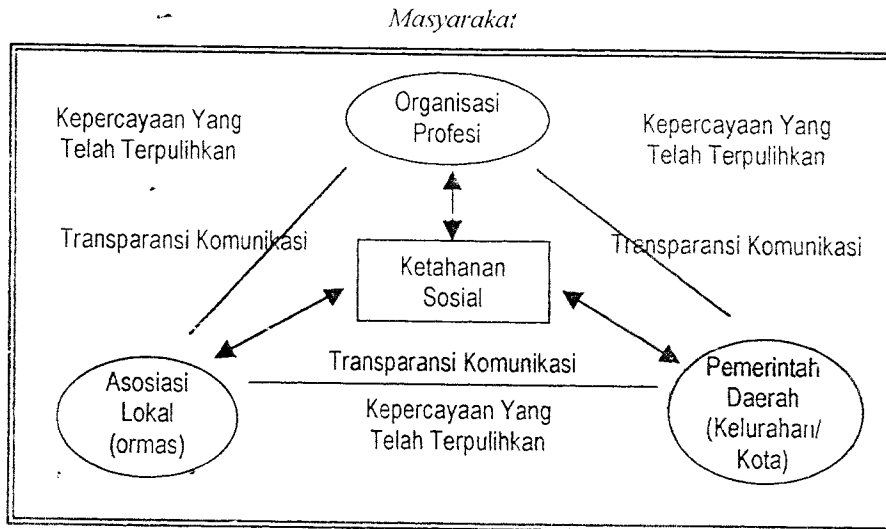 Masyarakat
Organisasi
Profesi
Kepercayaan Yang
Telah Terpulihkan
Kepercayaan Yang
Telah Terpulihkan
Transparansi Komunikasi
Transparansi Komunikasi
Ketahanan
Sosial
Transparansi Komunikasi
Kepercayaan Yang
Telah Terpulihkan
Asosiasi
Lokal
(ormas)
Pemerintah
Daerah
(Kelurahan/
Kota)